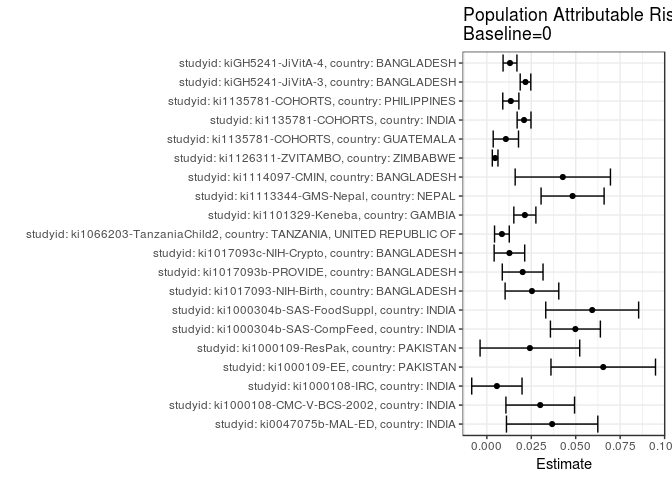 Population Attributable Ris
Baseline=0
studyid: kiGH5241-JiVitA-4, country: BANGLADESH
studyid: kiGH5241-JiVitA-3, country: BANGLADESH
studyid: ki1135781-COHORTS, country: PHILIPPINES
studyid: ki1135781-COHORTS, country: INDIA
studyid: ki1135781-COHORTS, country: GUATEMALA
studyid: ki1126311-ZVITAMBO, country: ZIMBABWE
studyid: ki1114097-CMIN, country: BANGLADESH
studyid: ki1113344-GMS-Nepal, country: NEPAL
studyid: ki1101329-Keneba, country: GAMBIA
studyid: ki1066203-TanzaniaChild2, country: TANZANIA, UNITED REPUBLIC OF
studyid: ki1017093c-NIH-Crypto, country: BANGLADESH
studyid: ki1017093b-PROVIDE, country: BANGLADESH
studyid: ki1017093-NIH-Birth, country: BANGLADESH
studyid: ki1000304b-SAS-FoodSuppl, country: INDIA
studyid: ki1000304b-SAS-CompFeed, country: INDIA
studyid: ki1000109-ResPak, country: PAKISTAN
studyid: ki1000109-EE, country: PAKISTAN
studyid: ki1000108-IRC, country: INDIA
studyid: ki1000108-CMC-V-BCS-2002, country: INDIA
studyid: ki0047075b-MAL-ED, country: INDIA
0.000 0.025 0.050 0.075 0.10
Estimate